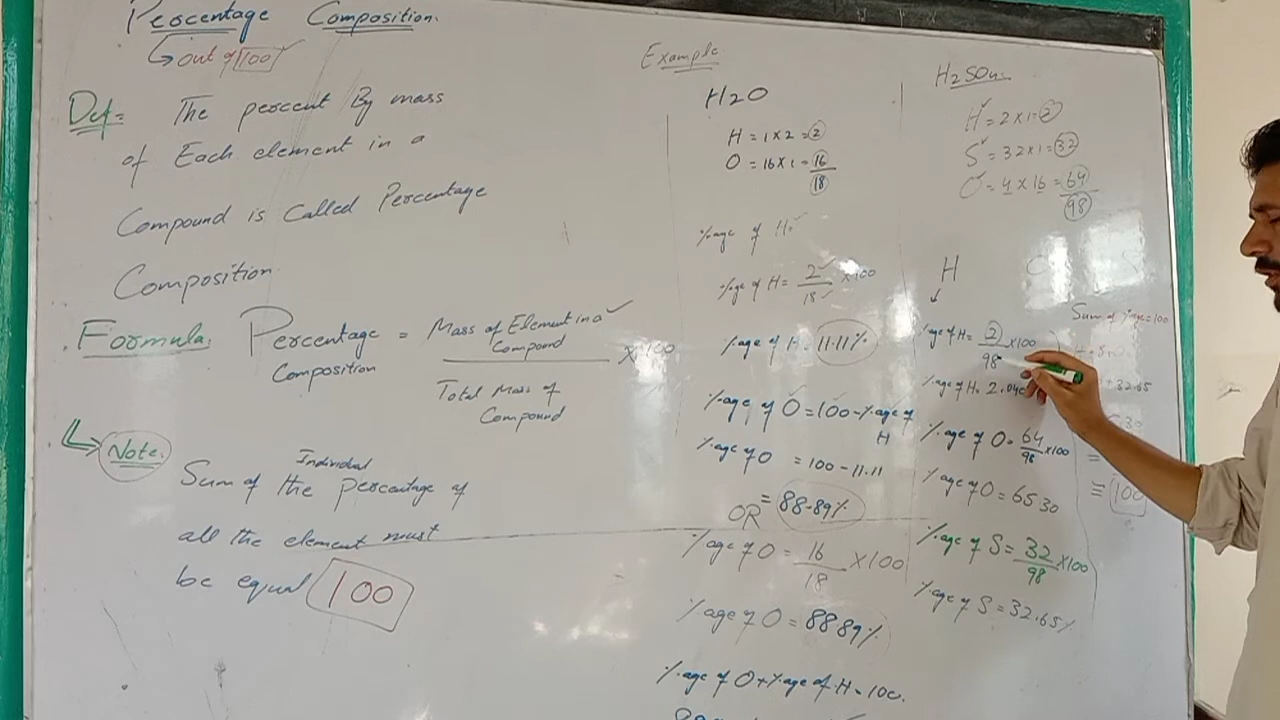 Percentage Composition.
out of 100
Def= The percent By mass
of Each element in a
Compound is Called Percentage
Composition
Formula. Percentage Composition = Mass of Element in a Compound / Total Mass of Compound × 100
Note.
Sum of the Individual percentage of
all the element must
be equal 100
Example
H2O
H = 1×2 = 2
O = 16×1 = 16
18
%age of H
%age of H = 2/18 ×100
%age of H = 11.11%
%age of O = 100 - %age of H
%age of O = 100 - 11.11
= 88.89%
OR
%age of O = 16/18 ×100
%age of O = 88 89%
%age of O + %age of H = 100.
H2SO4.
H = 2×1 = 2
S = 32×1 = 32
O = 4 × 16 = 64
98
H
%age of H = 2/98 ×100
%age of H = 2.04
%age of O = 64/98 ×100
%age of O = 65 30
%age of S = 32/98 ×100
%age of S = 32.65%
Sum of %age = 100
+ 32.65
100